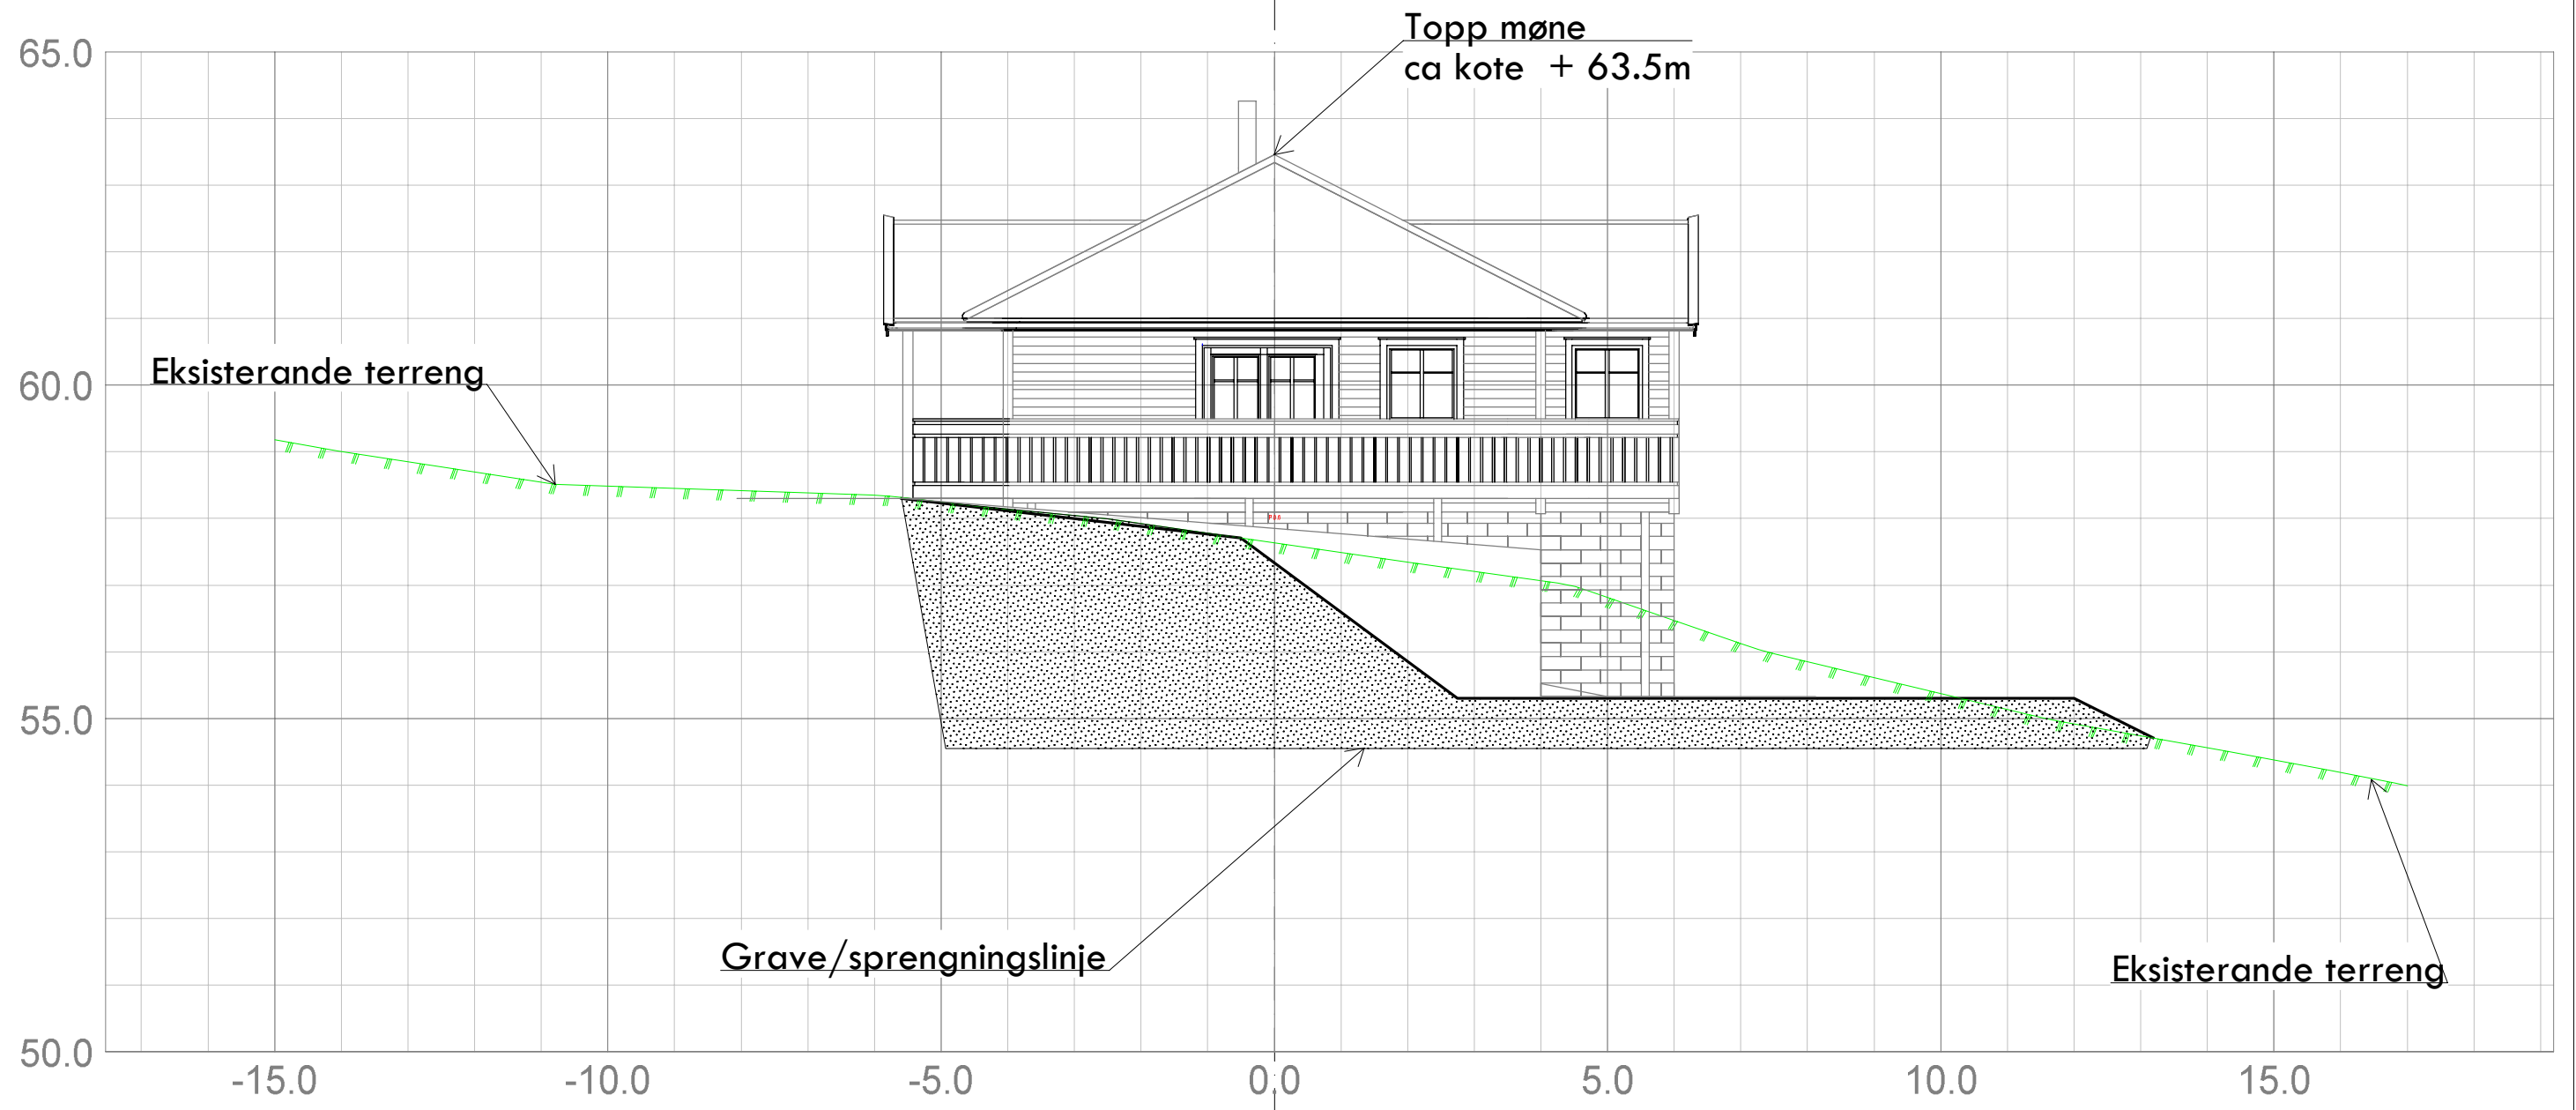 Topp møne
65.0
ca kote + 63.5m
Eksisterande terreng
60.0
55.0
Grave/sprengningslinje
Eksisterande terreng
50.0
-15.0
-10.0
-5.0
0.0
5.0
10.0
15.0